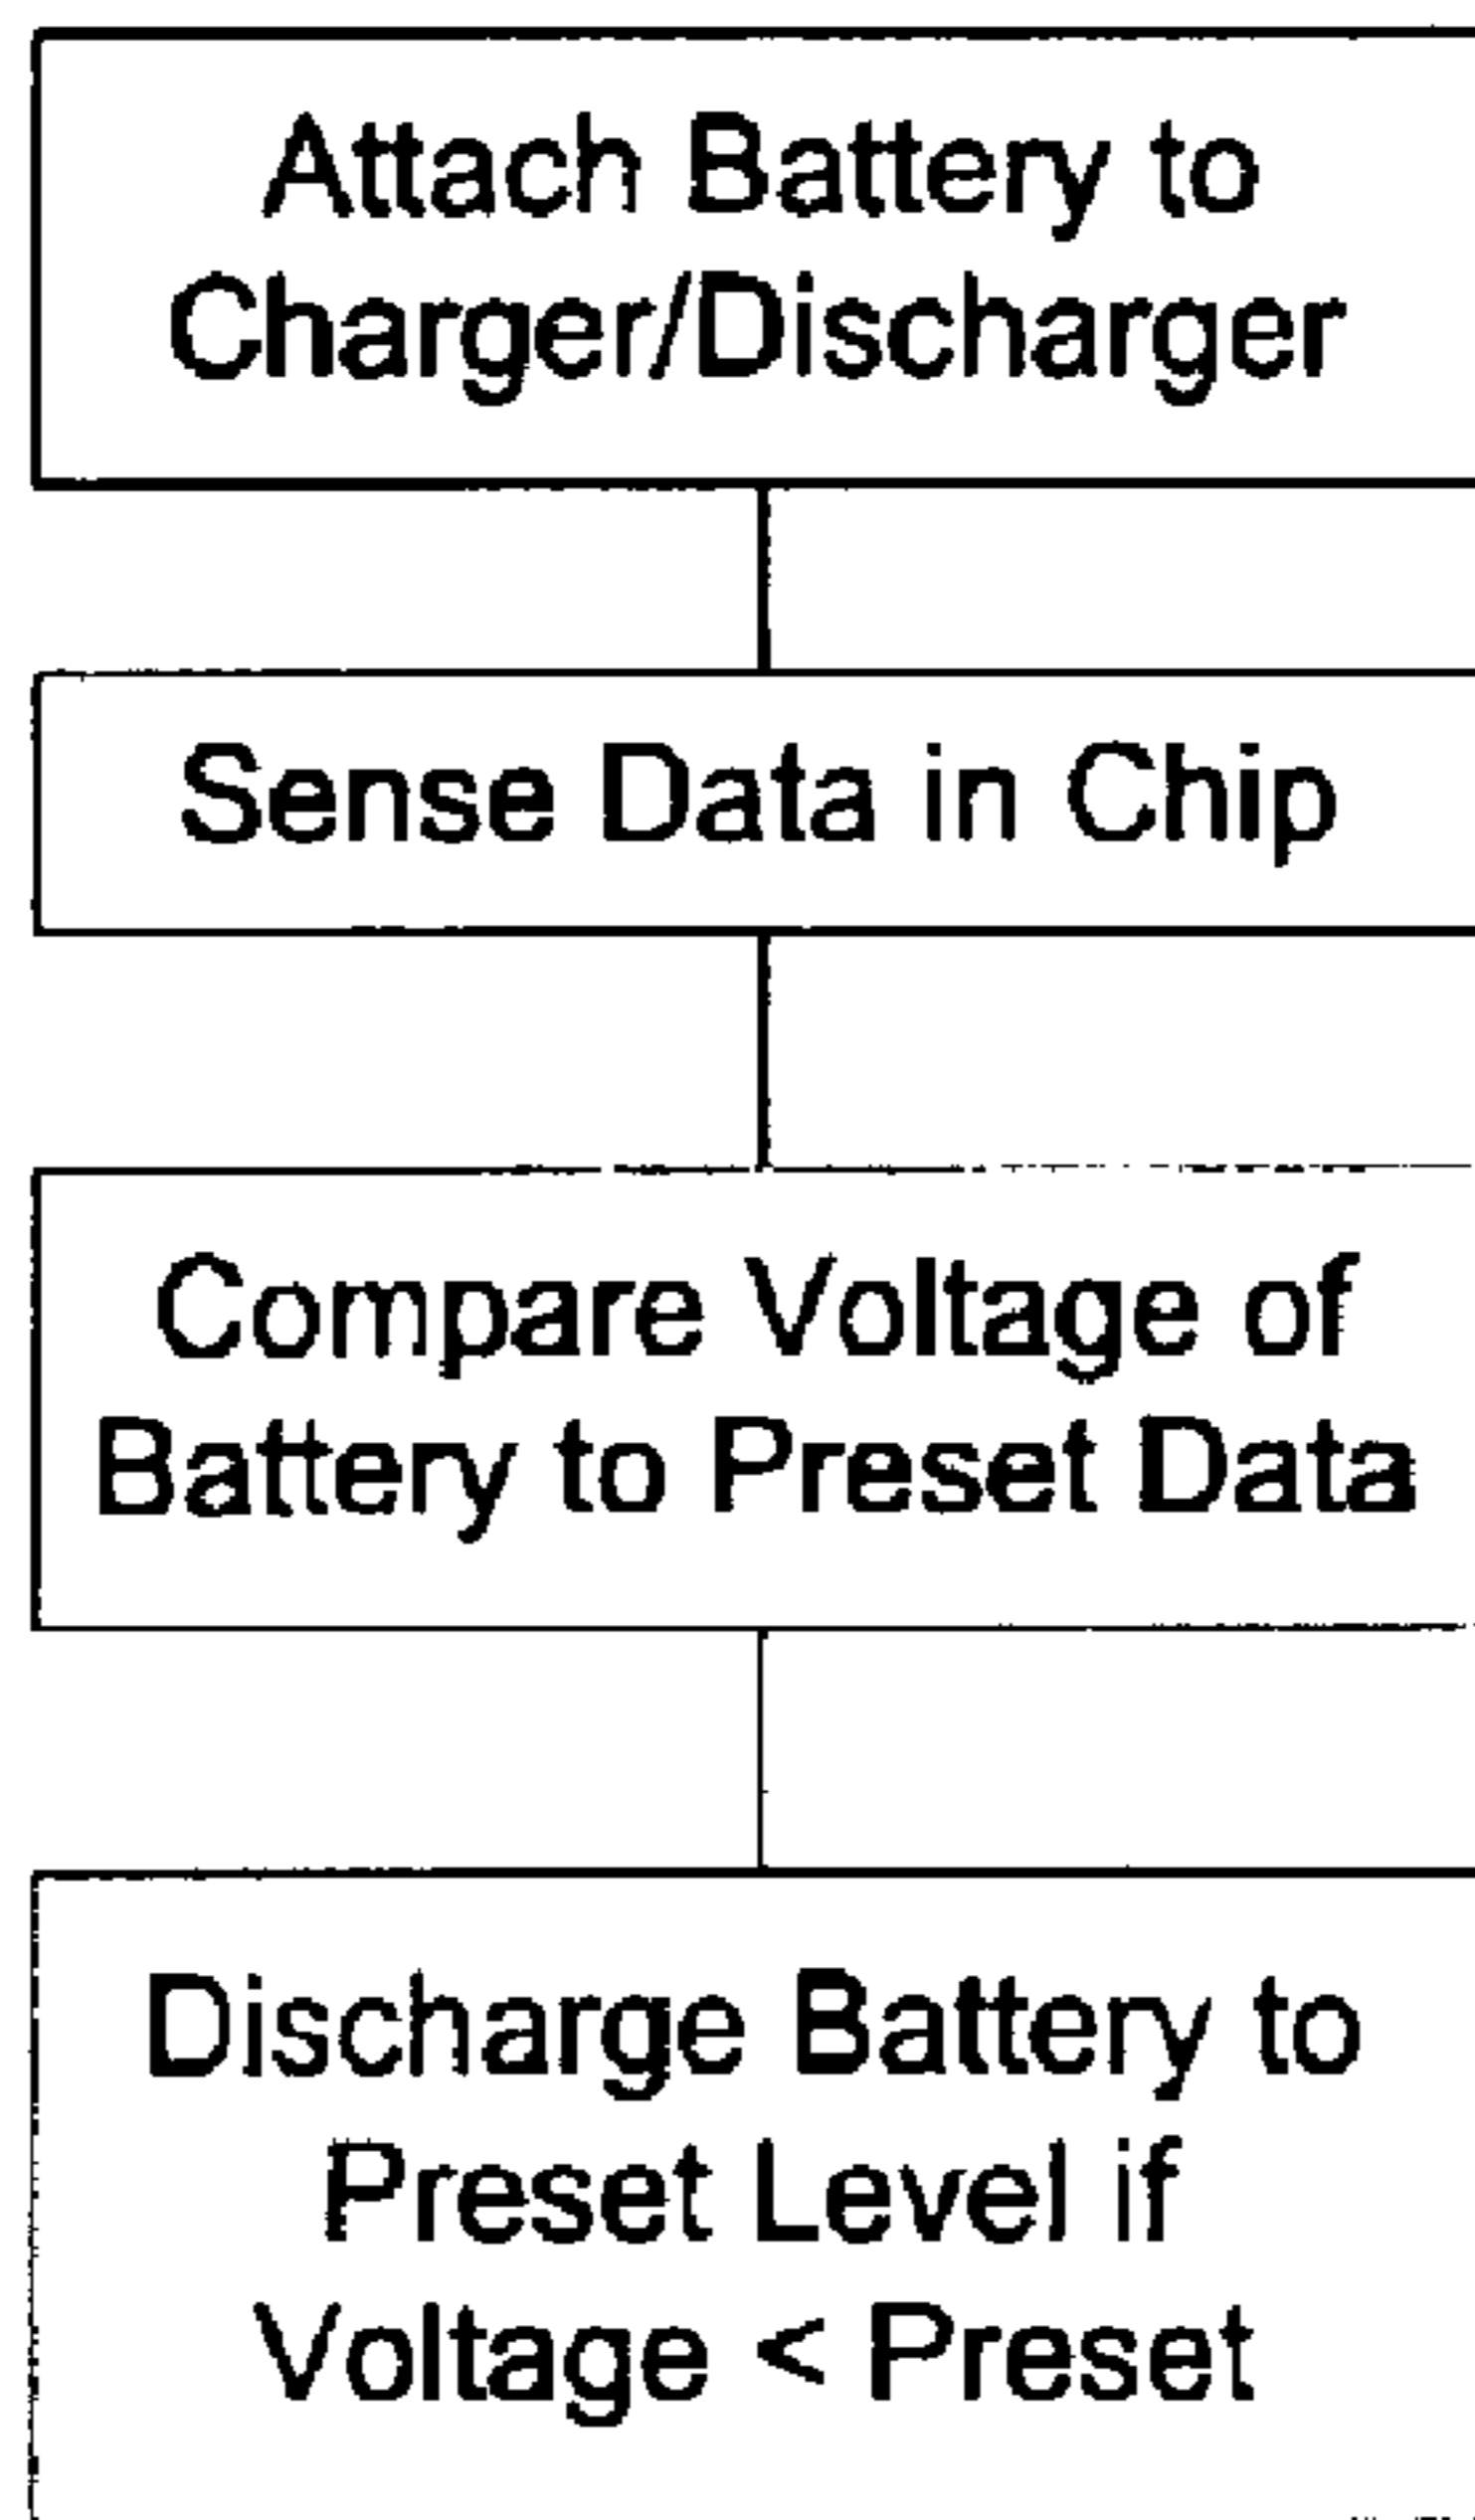 Attach Battery to
Charger/Discharger
Sense Data in Chip
Compare Voltage of
Battery to Preset Data
Discharge Battery to
Preset Level if
Voltage < Preset